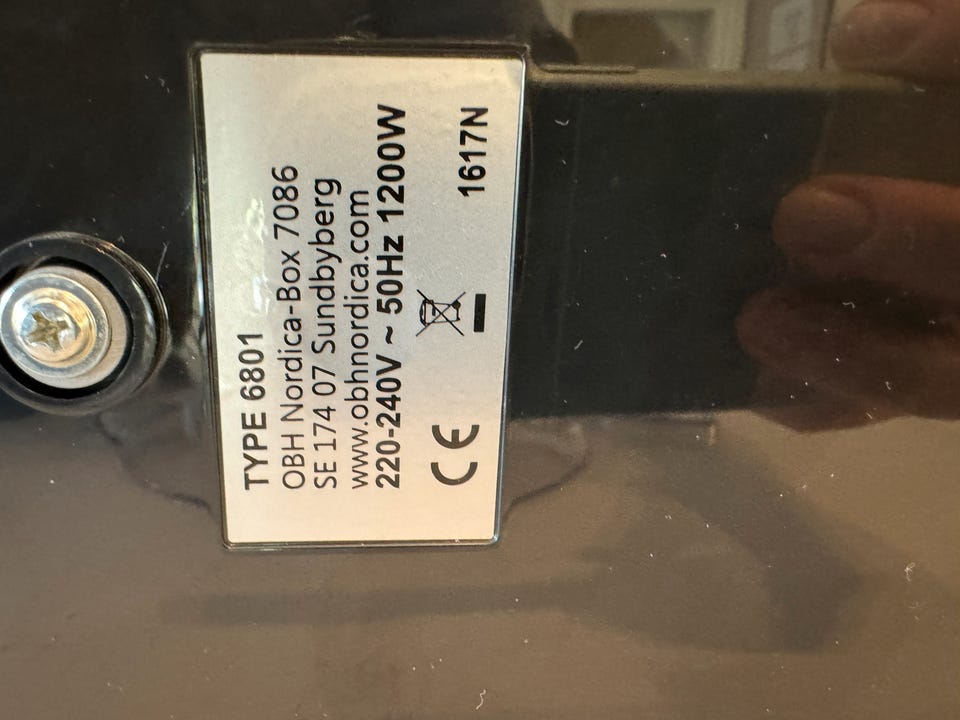 TYPE 6801
OBH Nordica-Box 7086
SE 174 07 Sundbyberg
www.obhnordica.com
220-240V ~ 50Hz 1200W
CE
1617N